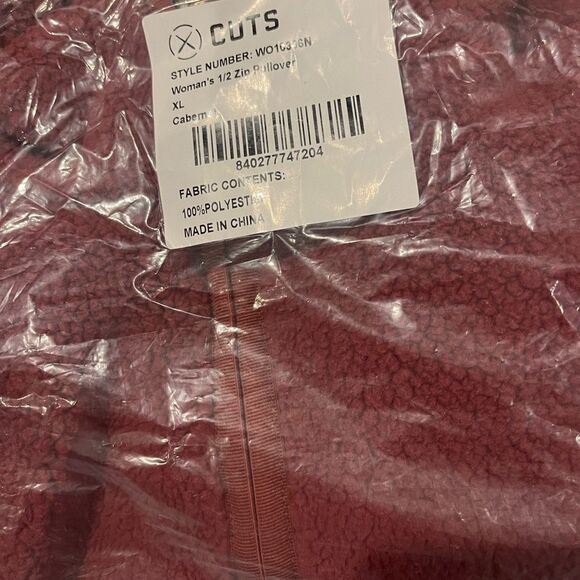 CUTS
STYLE NUMBER:
Woman's 1/2 Zip Pullover
XL
840277747204
FABRIC CONTENTS:
100%POLYESTER
MADE IN CHINA